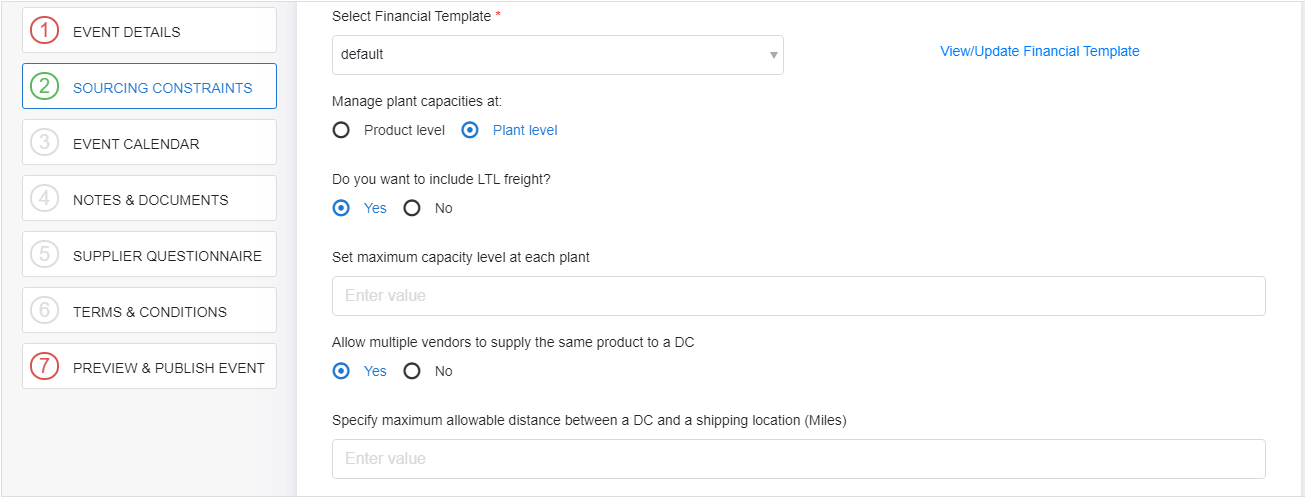 1 EVENT DETAILS
2 SOURCING CONSTRAINTS
3 EVENT CALENDAR
4 NOTES & DOCUMENTS
5 SUPPLIER QUESTIONNAIRE
6 TERMS & CONDITIONS
7 PREVIEW & PUBLISH EVENT
Select Financial Template *
default
View/Update Financial Template
Manage plant capacities at:
Product level Plant level
Do you want to include LTL freight?
Yes No
Set maximum capacity level at each plant
Enter value
Allow multiple vendors to supply the same product to a DC
Yes No
Specify maximum allowable distance between a DC and a shipping location (Miles)
Enter value